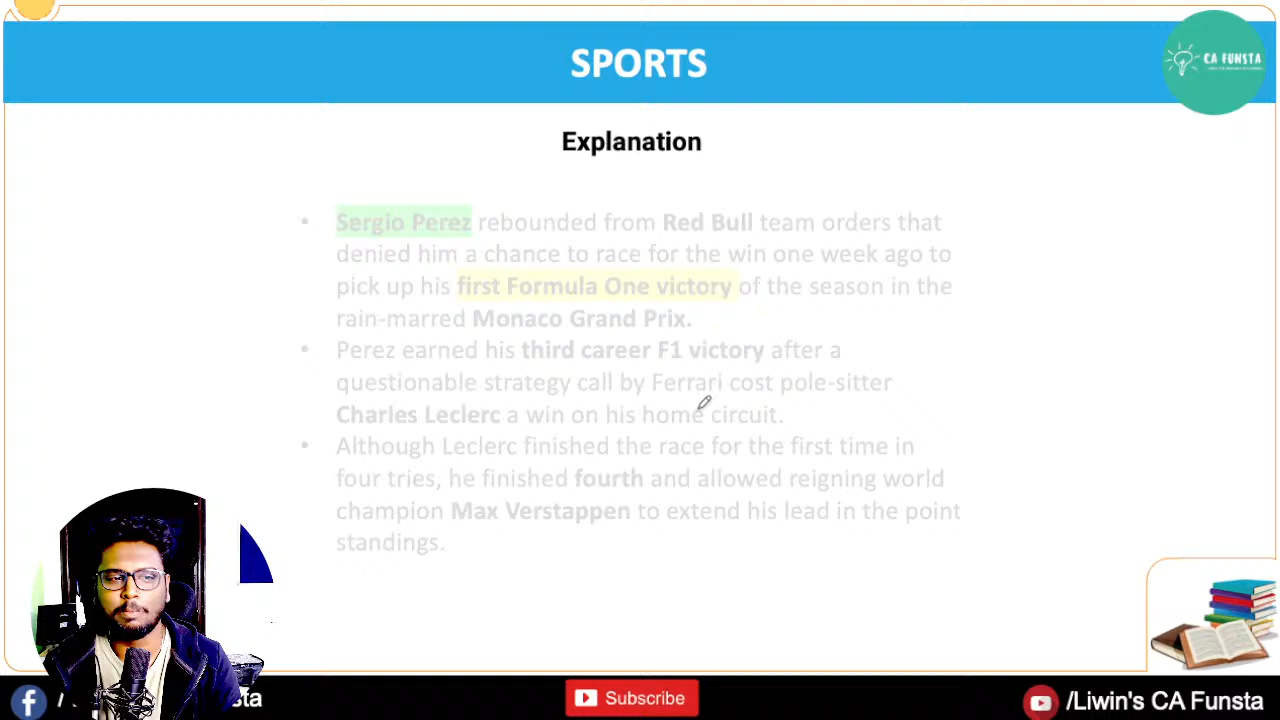 SPORTS
CA FUNSTA
Explanation
• Sergio Perez rebounded from Red Bull team orders that
denied him a chance to race for the win one week ago to
pick up his first Formula One victory of the season in the
rain-marred Monaco Grand Prix.
• Perez earned his third career F1 victory after a
questionable strategy call by Ferrari cost pole-sitter
Charles Leclerc a win on his home circuit.
• Although Leclerc finished the race for the first time in
four tries, he finished fourth and allowed reigning world
champion Max Verstappen to extend his lead in the point
standings.
Subscribe
/Liwin's CA Funsta